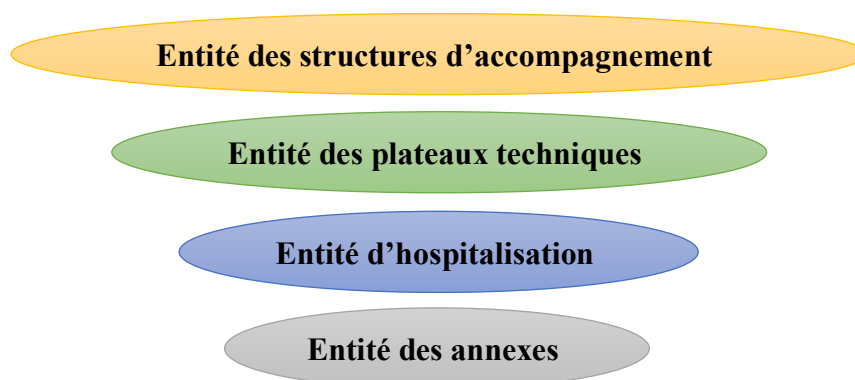 Entité des structures d’accompagnement
Entité des plateaux techniques
Entité d’hospitalisation
Entité des annexes